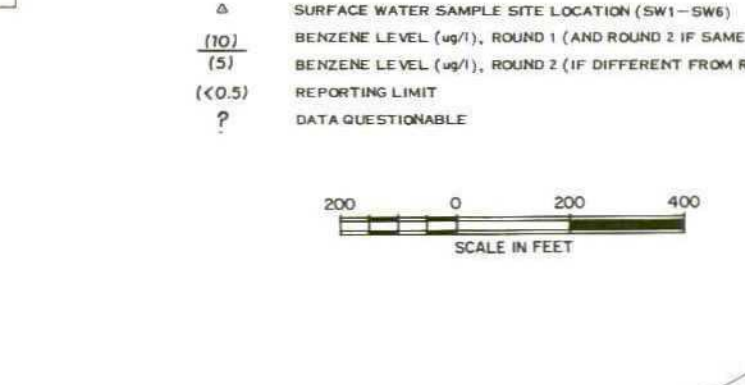 △ SURFACE WATER SAMPLE SITE LOCATION (SW1-SW6)
(10) BENZENE LEVEL (ug/l), ROUND 1 (AND ROUND 2 IF SAME
(5) BENZENE LEVEL (ug/l), ROUND 2 (IF DIFFERENT FROM R
(<0.5) REPORTING LIMIT
? DATA QUESTIONABLE
200 0 200 400
SCALE IN FEET